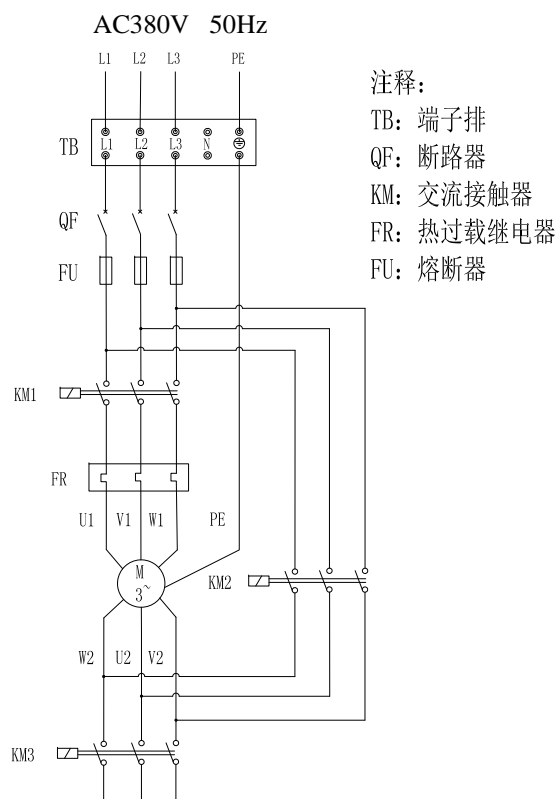 AC380V 50Hz
L1 L2 L3 PE
注释:
TB L1 L2 L3 N
TB: 端子排
QF: 断路器
KM: 交流接触器
QF
FR: 热过载继电器
FU
FU: 熔断器
KM1
FR
U1 V1 W1 PE
M
3~
KM2
W2 U2 V2
KM3